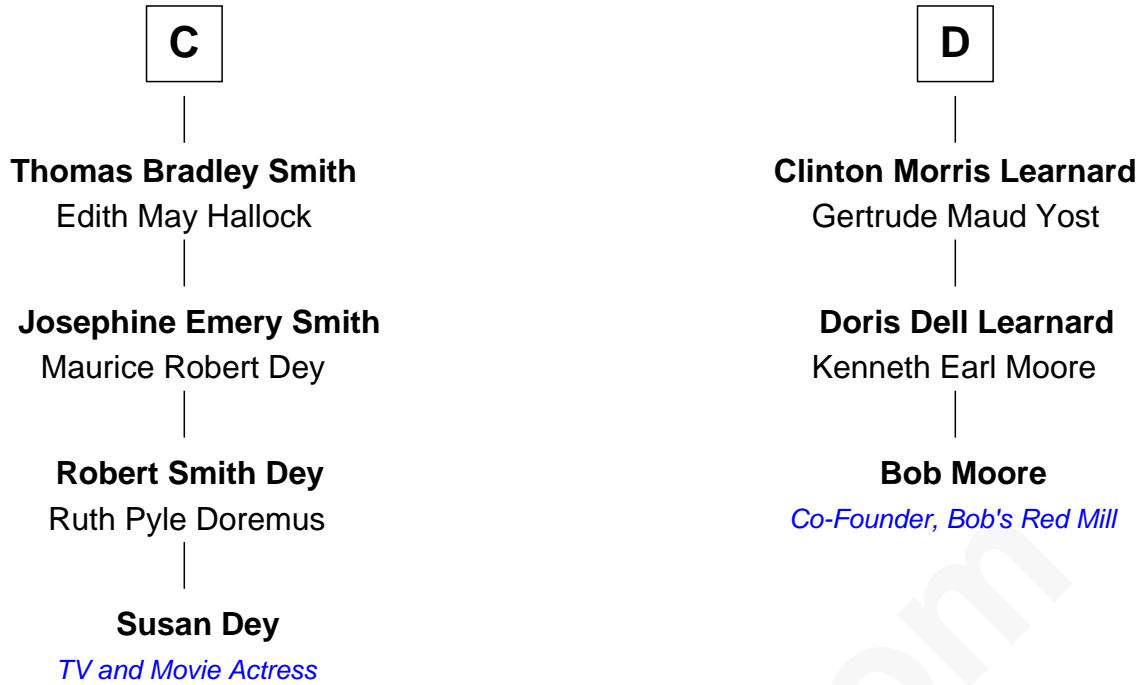 C
Thomas Bradley Smith
Edith May Hallock
Josephine Emery Smith
Maurice Robert Dey
Robert Smith Dey
Ruth Pyle Doremus
Susan Dey
TV and Movie Actress
D
Clinton Morris Learnard
Gertrude Maud Yost
Doris Dell Learnard
Kenneth Earl Moore
Bob Moore
Co-Founder, Bob's Red Mill
om